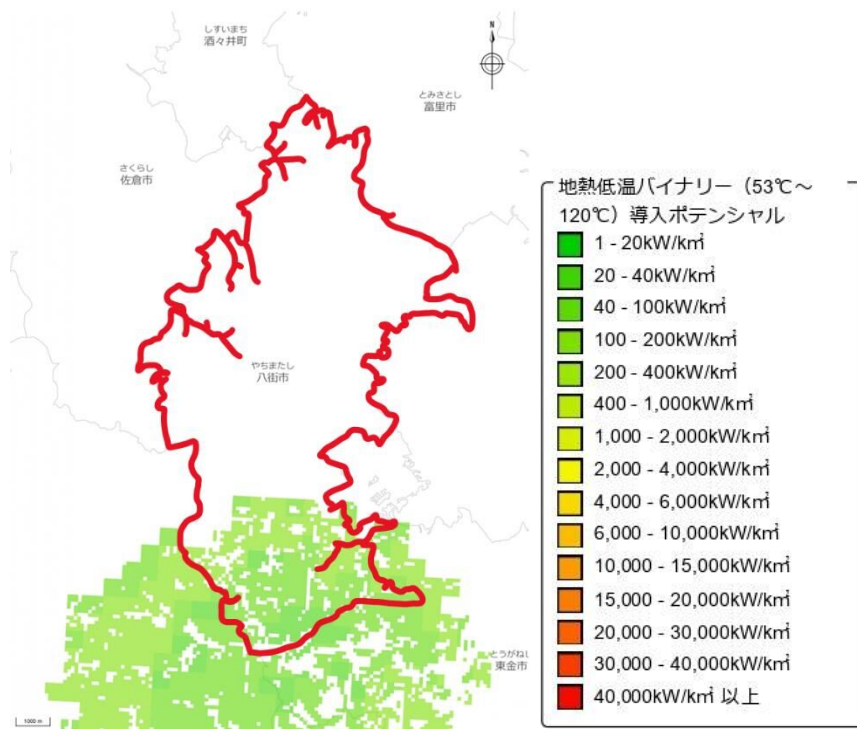 しすいまち
酒々井町
N
とみさとし
富里市
さくらし
佐倉市
やちまたし
八街市
とうがねし
東金市
1000 m
地熱低温バイナリー（53℃～
120℃）導入ポテンシャル
1 - 20kW/k㎡
20 - 40kW/k㎡
40 - 100kW/k㎡
100 - 200kW/k㎡
200 - 400kW/k㎡
400 - 1,000kW/k㎡
1,000 - 2,000kW/k㎡
2,000 - 4,000kW/k㎡
4,000 - 6,000kW/k㎡
6,000 - 10,000kW/k㎡
10,000 - 15,000kW/k㎡
15,000 - 20,000kW/k㎡
20,000 - 30,000kW/k㎡
30,000 - 40,000kW/k㎡
40,000kW/k㎡ 以上